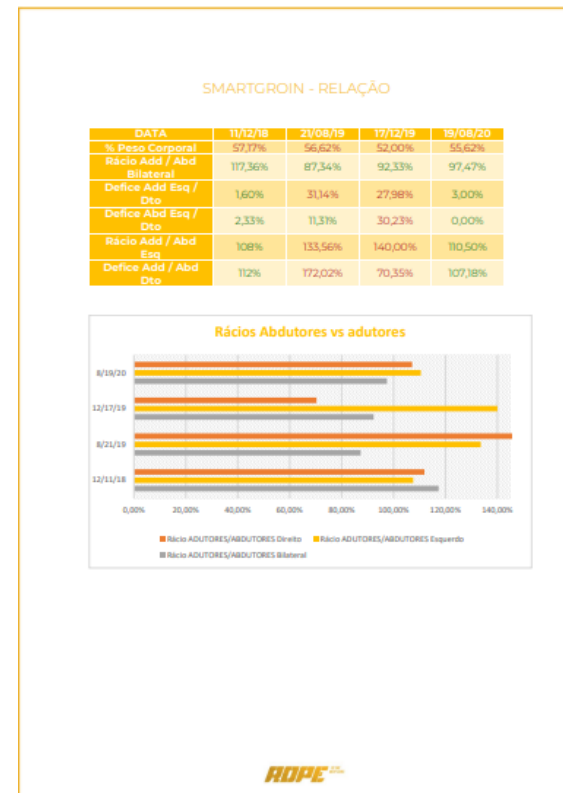 SMARTGROIN - RELAÇÃO
DATA 11/12/18 21/08/19 17/12/19 19/08/20
% Peso Corporal 57,17% 56,62% 52,00% 55,62%
Rácio Add / Abd Bilateral 117,36% 87,34% 92,33% 97,47%
Defice Add Esq / Dto 1,60% 31,14% 27,98% 3,00%
Defice Abd Esq / Dto 2,33% 11,31% 30,23% 0,00%
Rácio Add / Abd Esq 108% 133,56% 140,00% 110,50%
Defice Add / Abd Dto 112% 172,02% 70,35% 107,18%
Rácios Abdutores vs adutores
8/19/20
12/17/19
8/21/19
12/11/18
0,00% 20,00% 40,00% 60,00% 80,00% 100,00% 120,00% 140,00%
Rácio ADUTORES/ABDUTORES Direito Rácio ADUTORES/ABDUTORES Esquerdo
Rácio ADUTORES/ABDUTORES Bilateral
ROPE